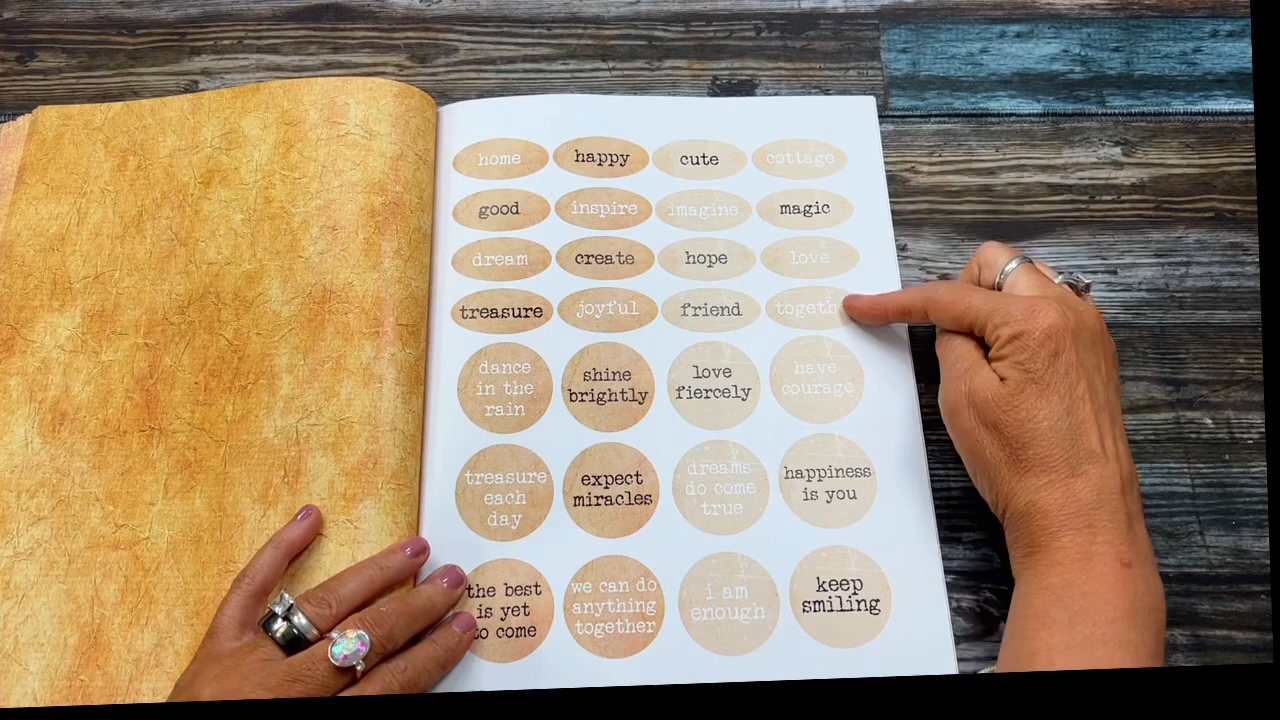 home happy cute cottage
good inspire imagine magic
dream create hope love
treasure joyful friend togeth
dance
in the
rain
shine
brightly
love
fiercely
have
courage
treasure
each
day
expect
miracles
dreams
do come
true
happiness
is you
the best
is yet
to come
we can do
anything
together
i am
enough
keep
smiling